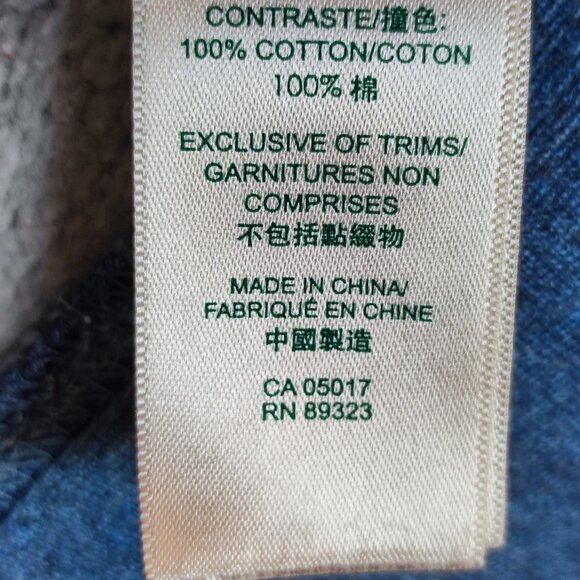 CONTRASTE/撞色:
100% COTTON/COTON
100% 棉
EXCLUSIVE OF TRIMS/
GARNITURES NON
COMPRISES
不包括點綴物
MADE IN CHINA/
FABRIQUÉ EN CHINE
中國製造
CA 05017
RN 89323